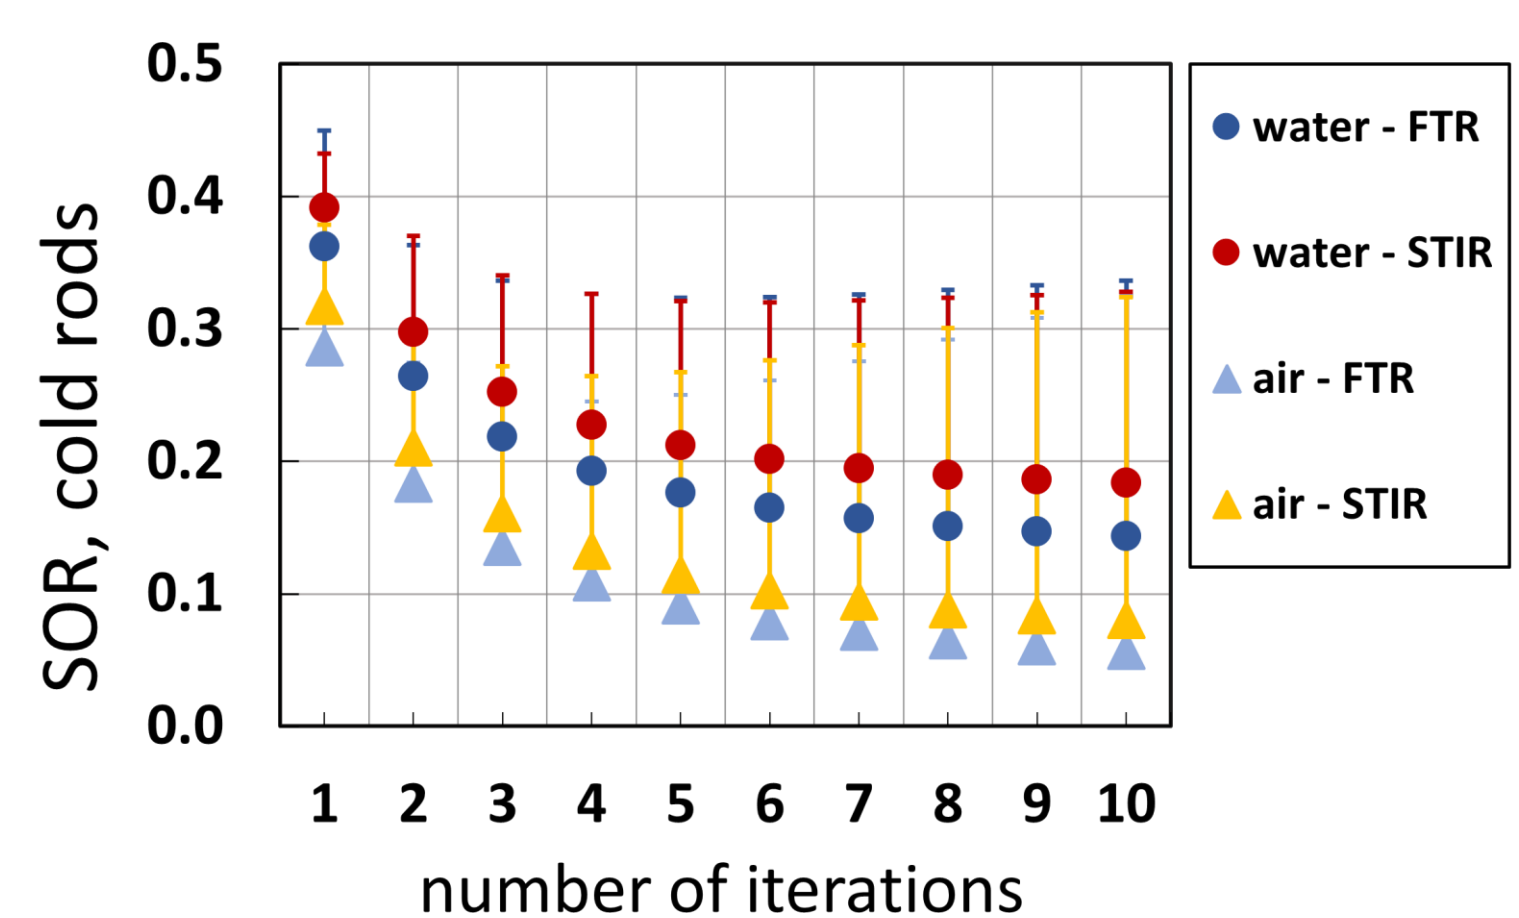 0.5
0.4
0.3
0.2
0.1
0.0
SOR, cold rods
1 2 3 4 5 6 7 8 9 10
number of iterations
water - FTR
water - STIR
air - FTR
air - STIR